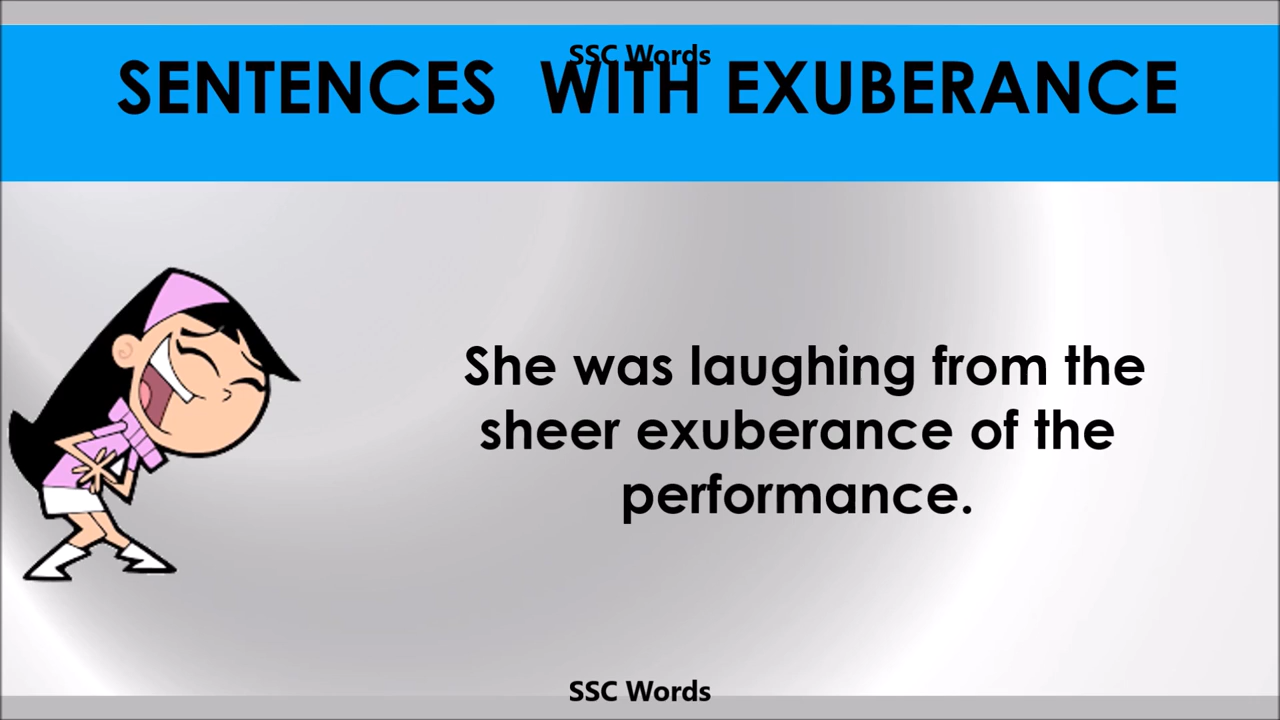 SSC Words
SENTENCES WITH EXUBERANCE
She was laughing from the
sheer exuberance of the
performance.
SSC Words